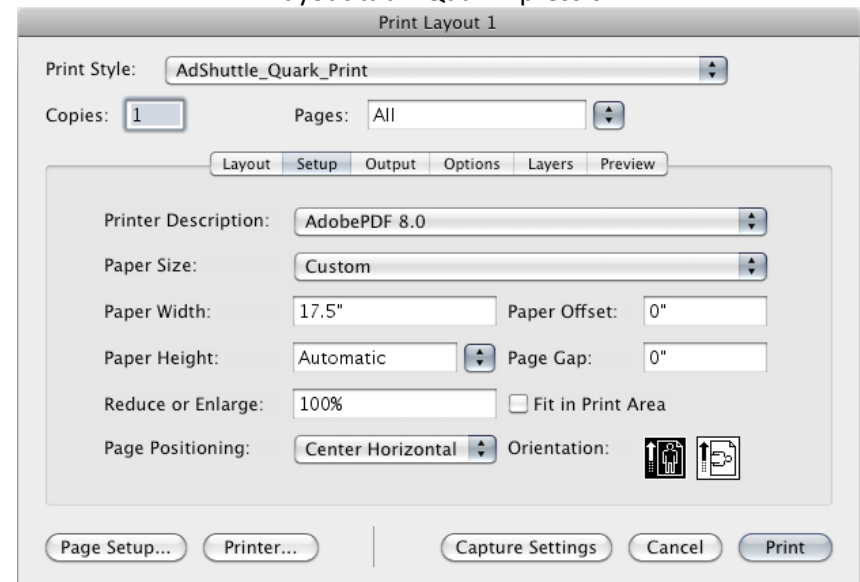 Print Layout 1
Print Style: AdShuttle_Quark_Print
Copies: 1 Pages: All
Layout Setup Output Options Layers Preview
Printer Description: AdobePDF 8.0
Paper Size: Custom
Paper Width: 17.5" Paper Offset: 0"
Paper Height: Automatic Page Gap: 0"
Reduce or Enlarge: 100% Fit in Print Area
Page Positioning: Center Horizontal Orientation:
Page Setup... Printer... Capture Settings Cancel Print